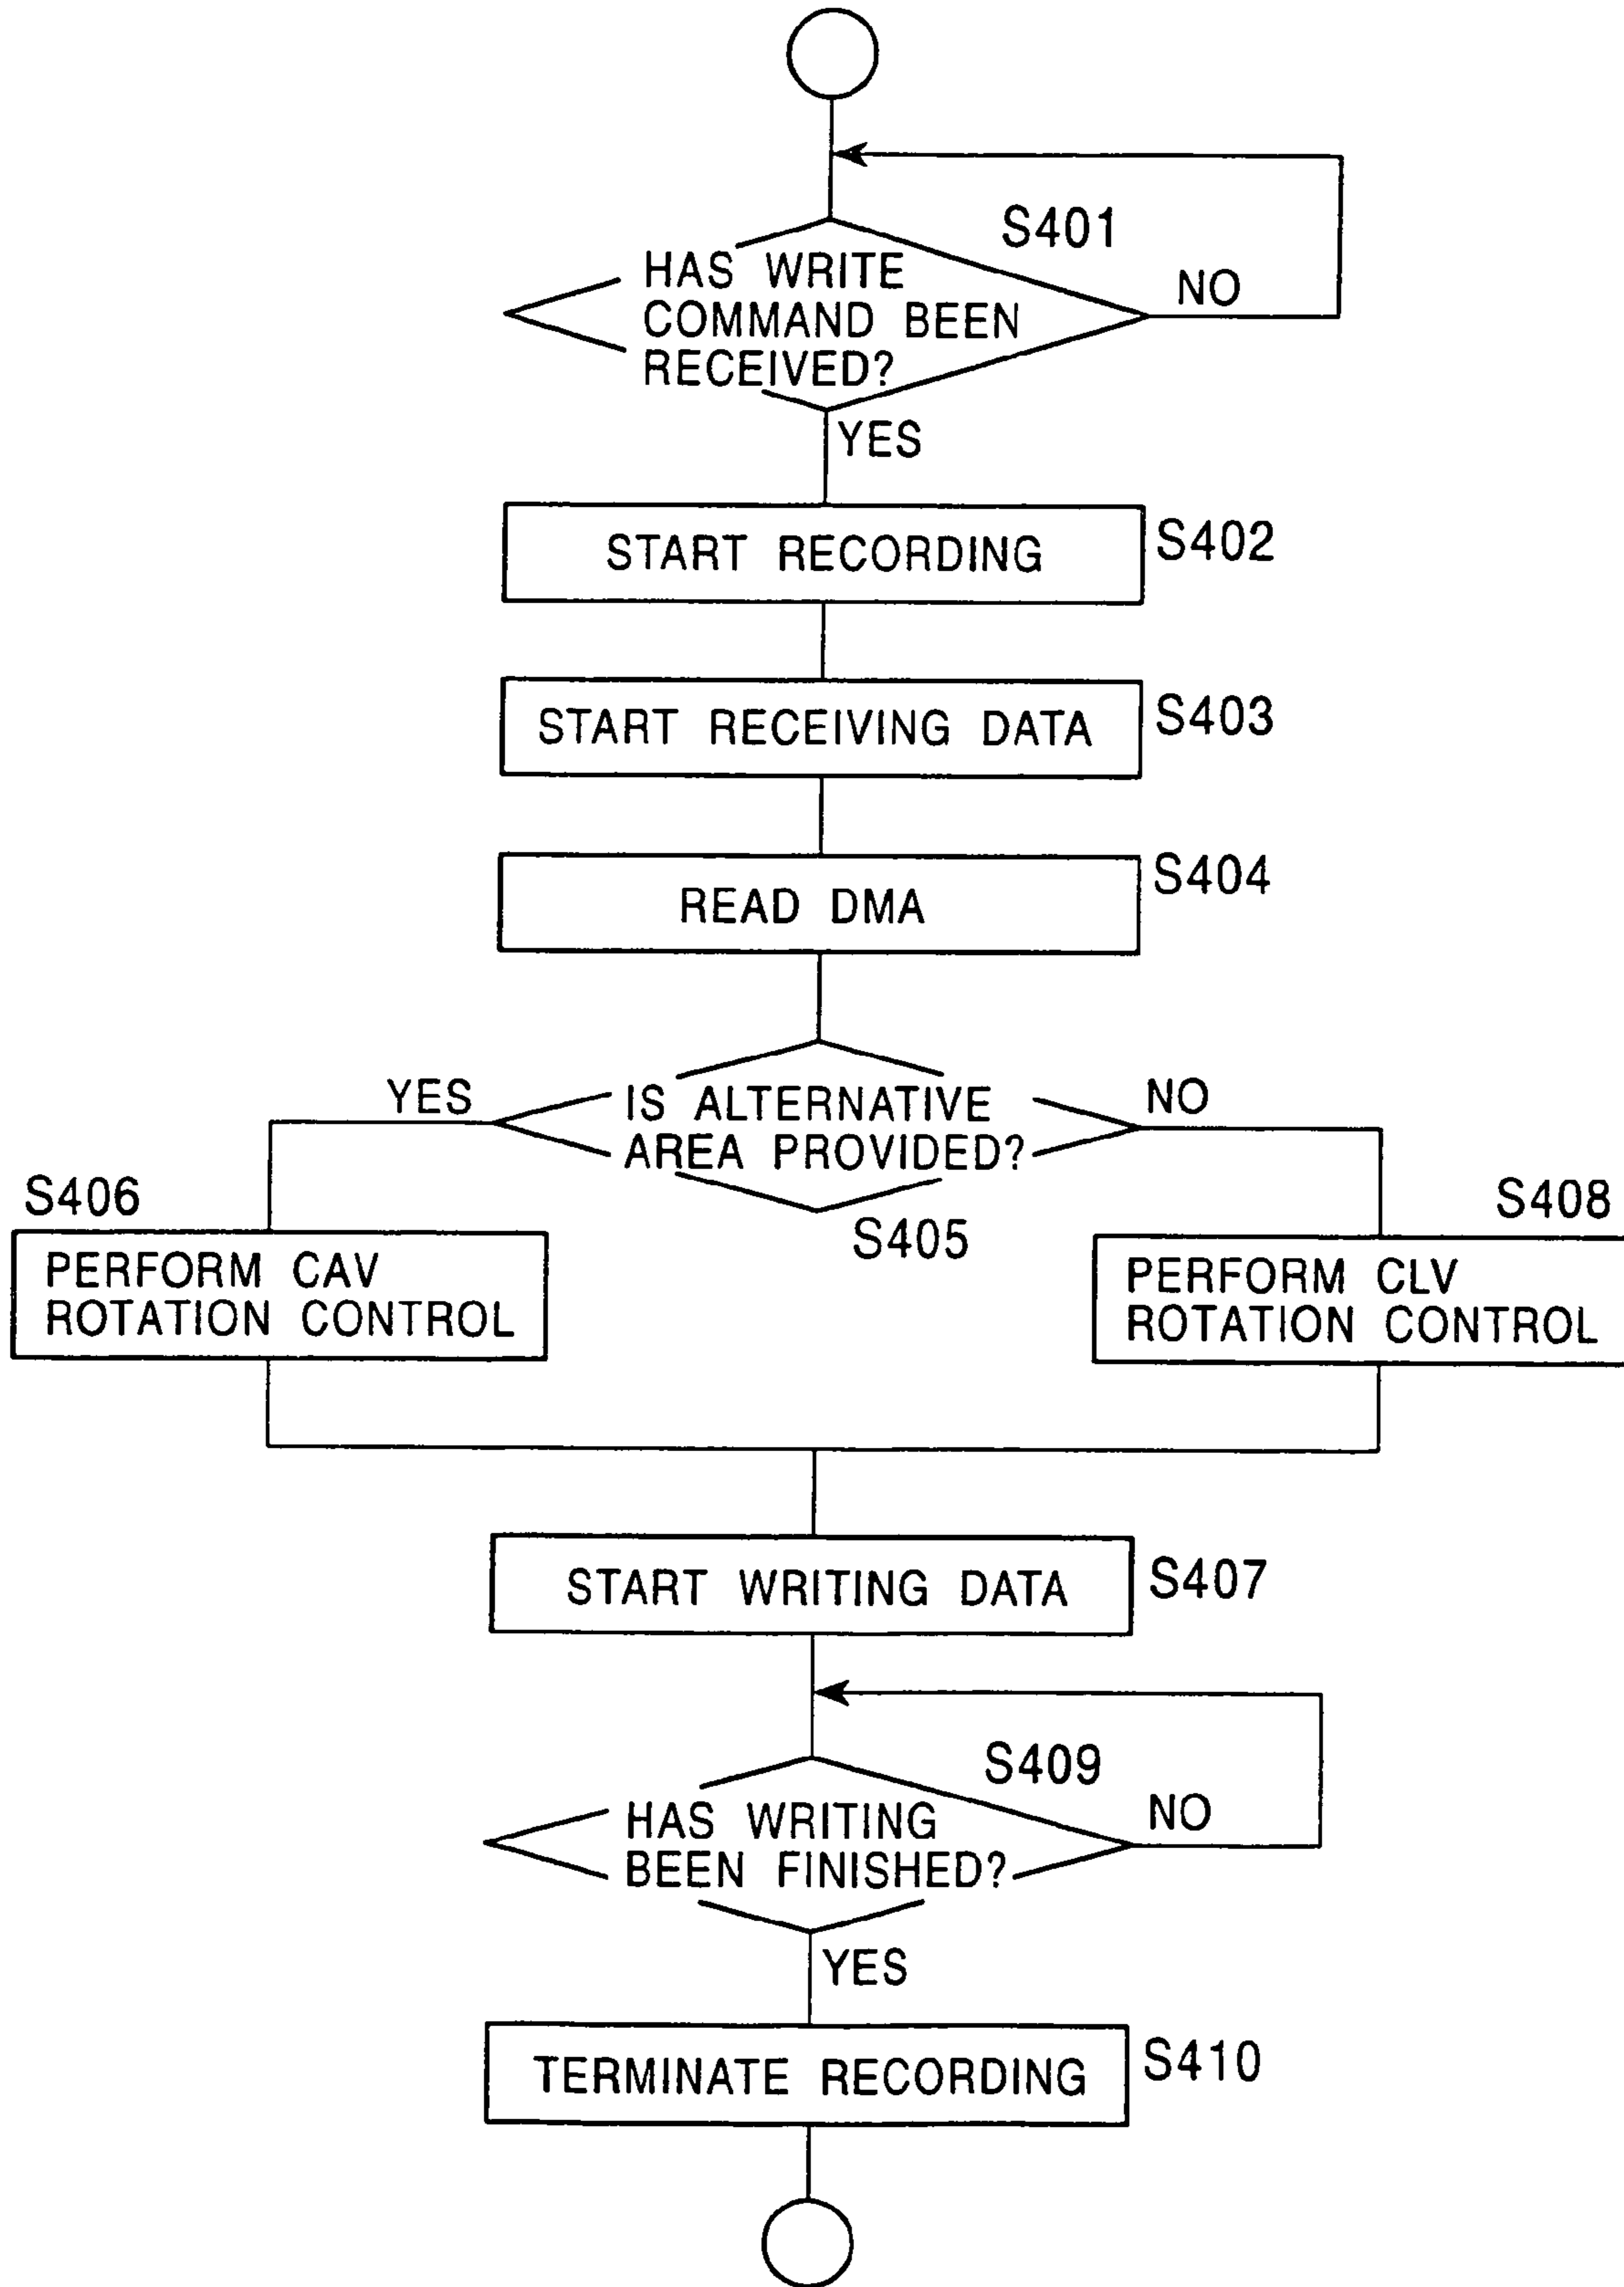 S401
HAS WRITE
COMMAND BEEN
RECEIVED?
NO
YES
START RECORDING
S402
START RECEIVING DATA
S403
READ DMA
S404
YES
IS ALTERNATIVE
AREA PROVIDED?
NO
S405
S406
PERFORM CAV
ROTATION CONTROL
S408
PERFORM CLV
ROTATION CONTROL
START WRITING DATA
S407
S409
HAS WRITING
BEEN FINISHED?
NO
YES
TERMINATE RECORDING
S410